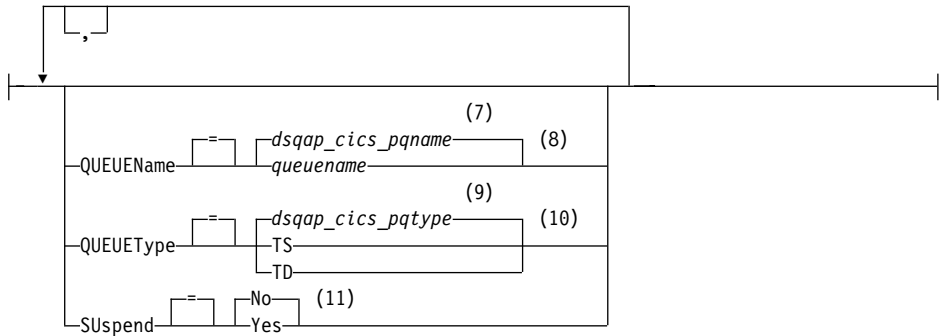 ,
(7)
= dsqap_cics_pqname (8)
QUEUEName queuename
(9)
= dsqap_cics_pqtype (10)
QUEUEType TS
TD
= No (11)
SUspend Yes